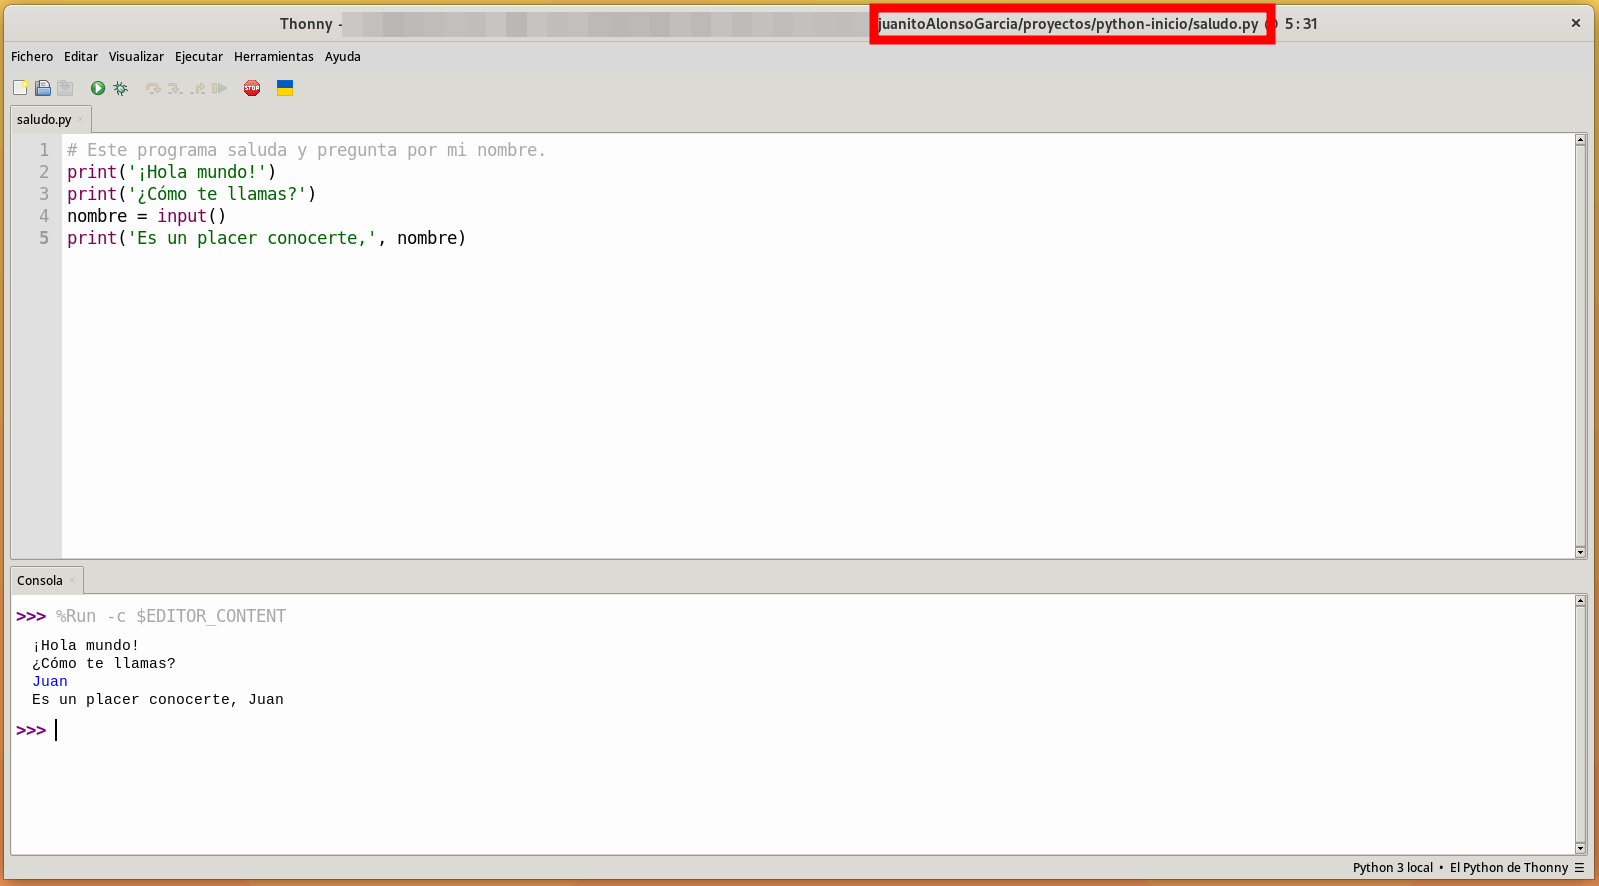 Thonny - juanitoAlonsoGarcia/proyectos/python-inicio/saludo.py @ 5:31
Fichero Editar Visualizar Ejecutar Herramientas Ayuda
STOP
saludo.py
1 # Este programa saluda y pregunta por mi nombre.
2 print('¡Hola mundo!')
3 print('¿Cómo te llamas?')
4 nombre = input()
5 print('Es un placer conocerte,', nombre)
Consola
>>> %Run -c $EDITOR_CONTENT
¡Hola mundo!
¿Cómo te llamas?
Juan
Es un placer conocerte, Juan
>>>
Python 3 local • El Python de Thonny ☰